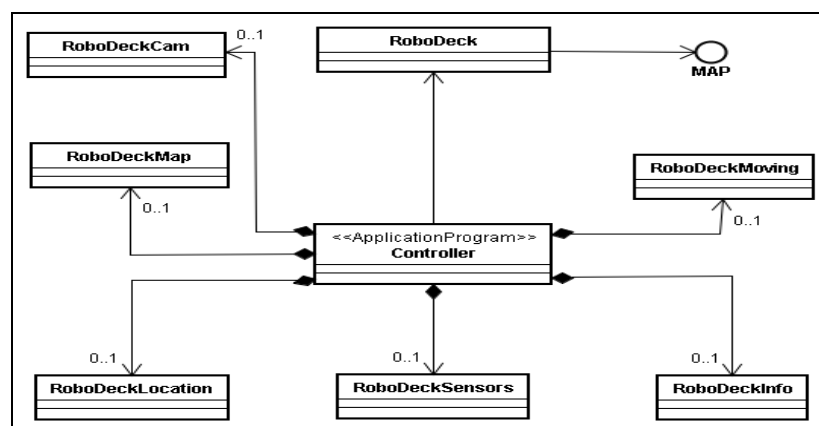 RoboDeckCam
0..1
RoboDeck
MAP
RoboDeckMap
0..1
RoboDeckMoving
0..1
<<ApplicationProgram>>
Controller
0..1
RoboDeckLocation
0..1
RoboDeckSensors
0..1
RoboDeckInfo